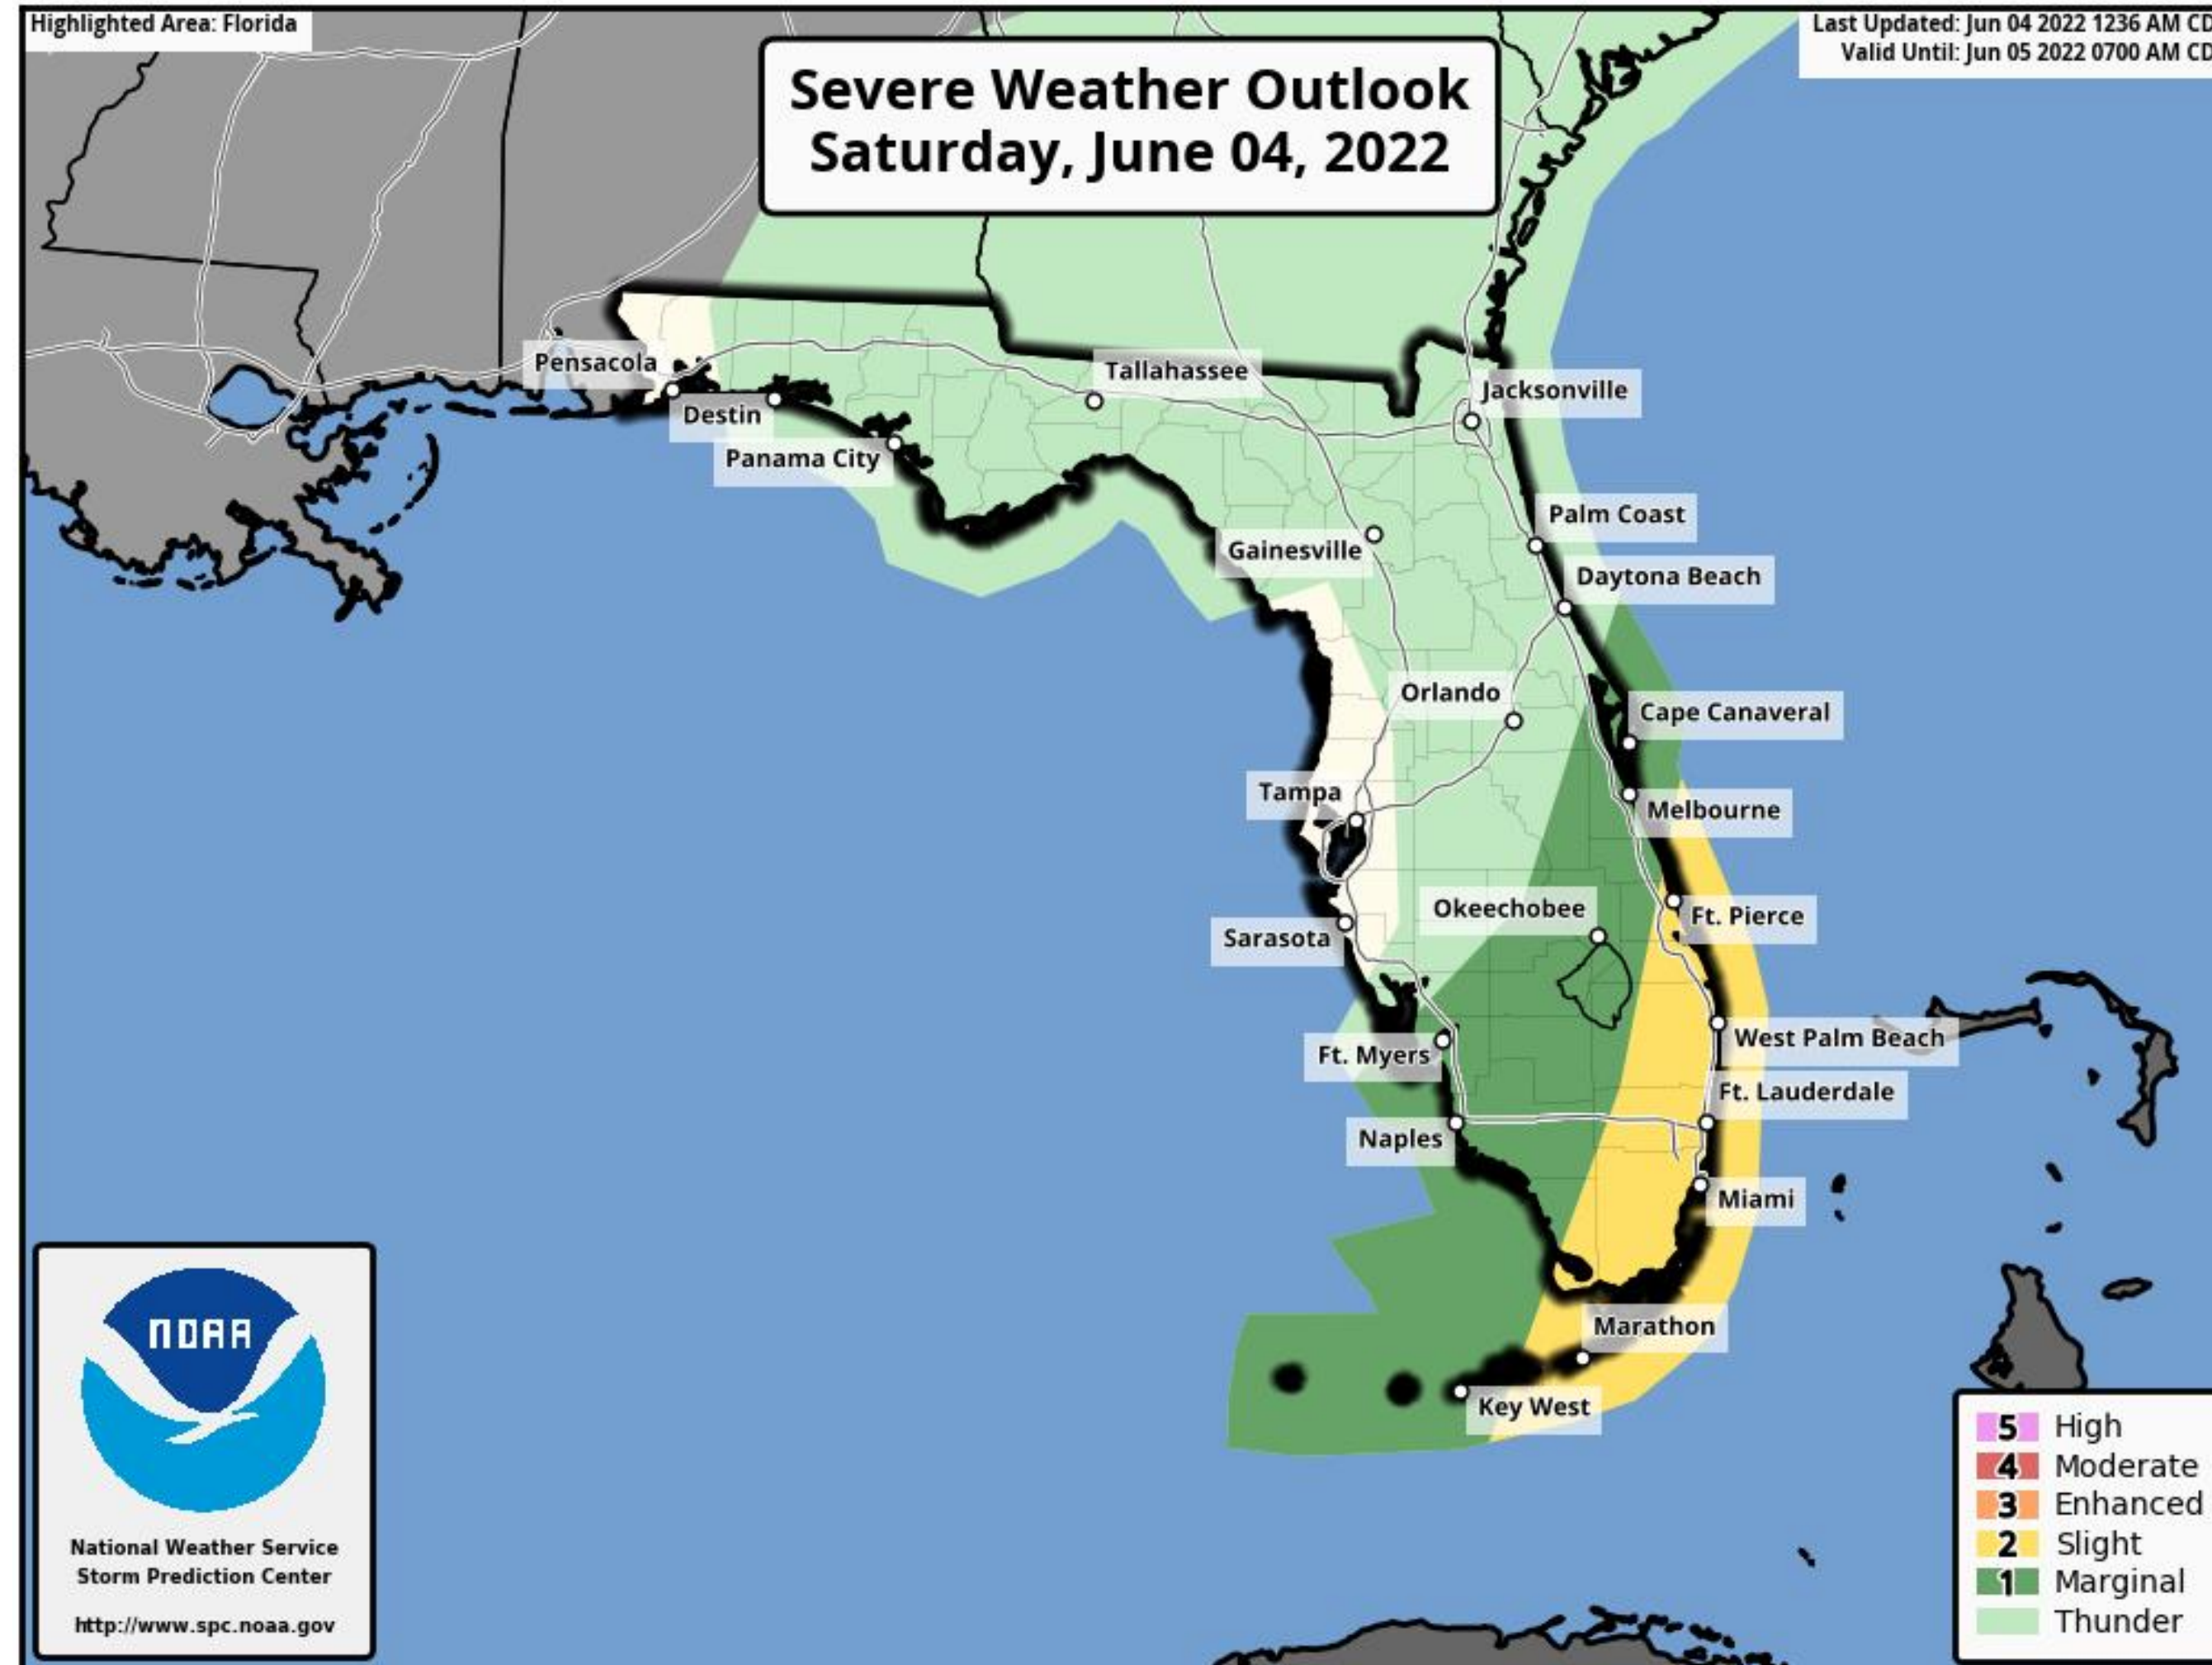 Highlighted Area: Florida
Last Updated: Jun 04 2022 1236 AM CD
Valid Until: Jun 05 2022 0700 AM CD
Severe Weather Outlook
Saturday, June 04, 2022
Pensacola
Destin
Panama City
Tallahassee
Jacksonville
Palm Coast
Gainesville
Daytona Beach
Orlando
Cape Canaveral
Tampa
Melbourne
Okeechobee
Ft. Pierce
Sarasota
West Palm Beach
Ft. Myers
Ft. Lauderdale
Naples
Miami
Marathon
Key West
NOAA
National Weather Service
Storm Prediction Center
http://www.spc.noaa.gov
5 High
4 Moderate
3 Enhanced
2 Slight
1 Marginal
Thunder